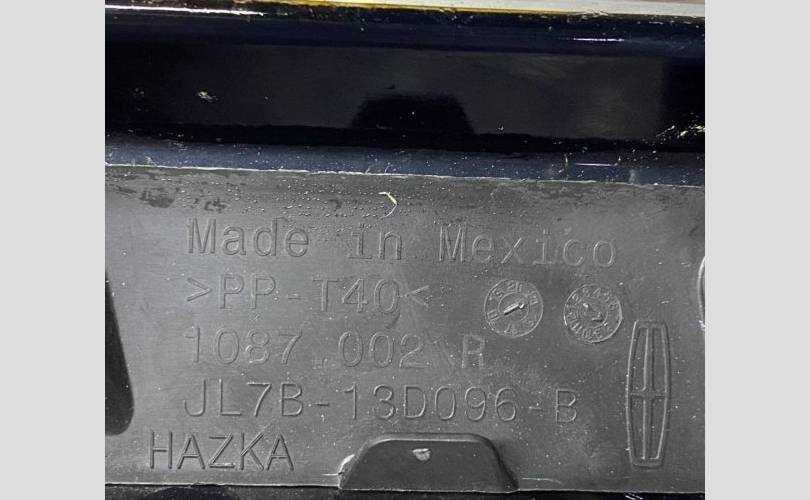 Made in Mexico
>PP-T40<
1087.002 R
JL7B-13D096-B
HAZKA